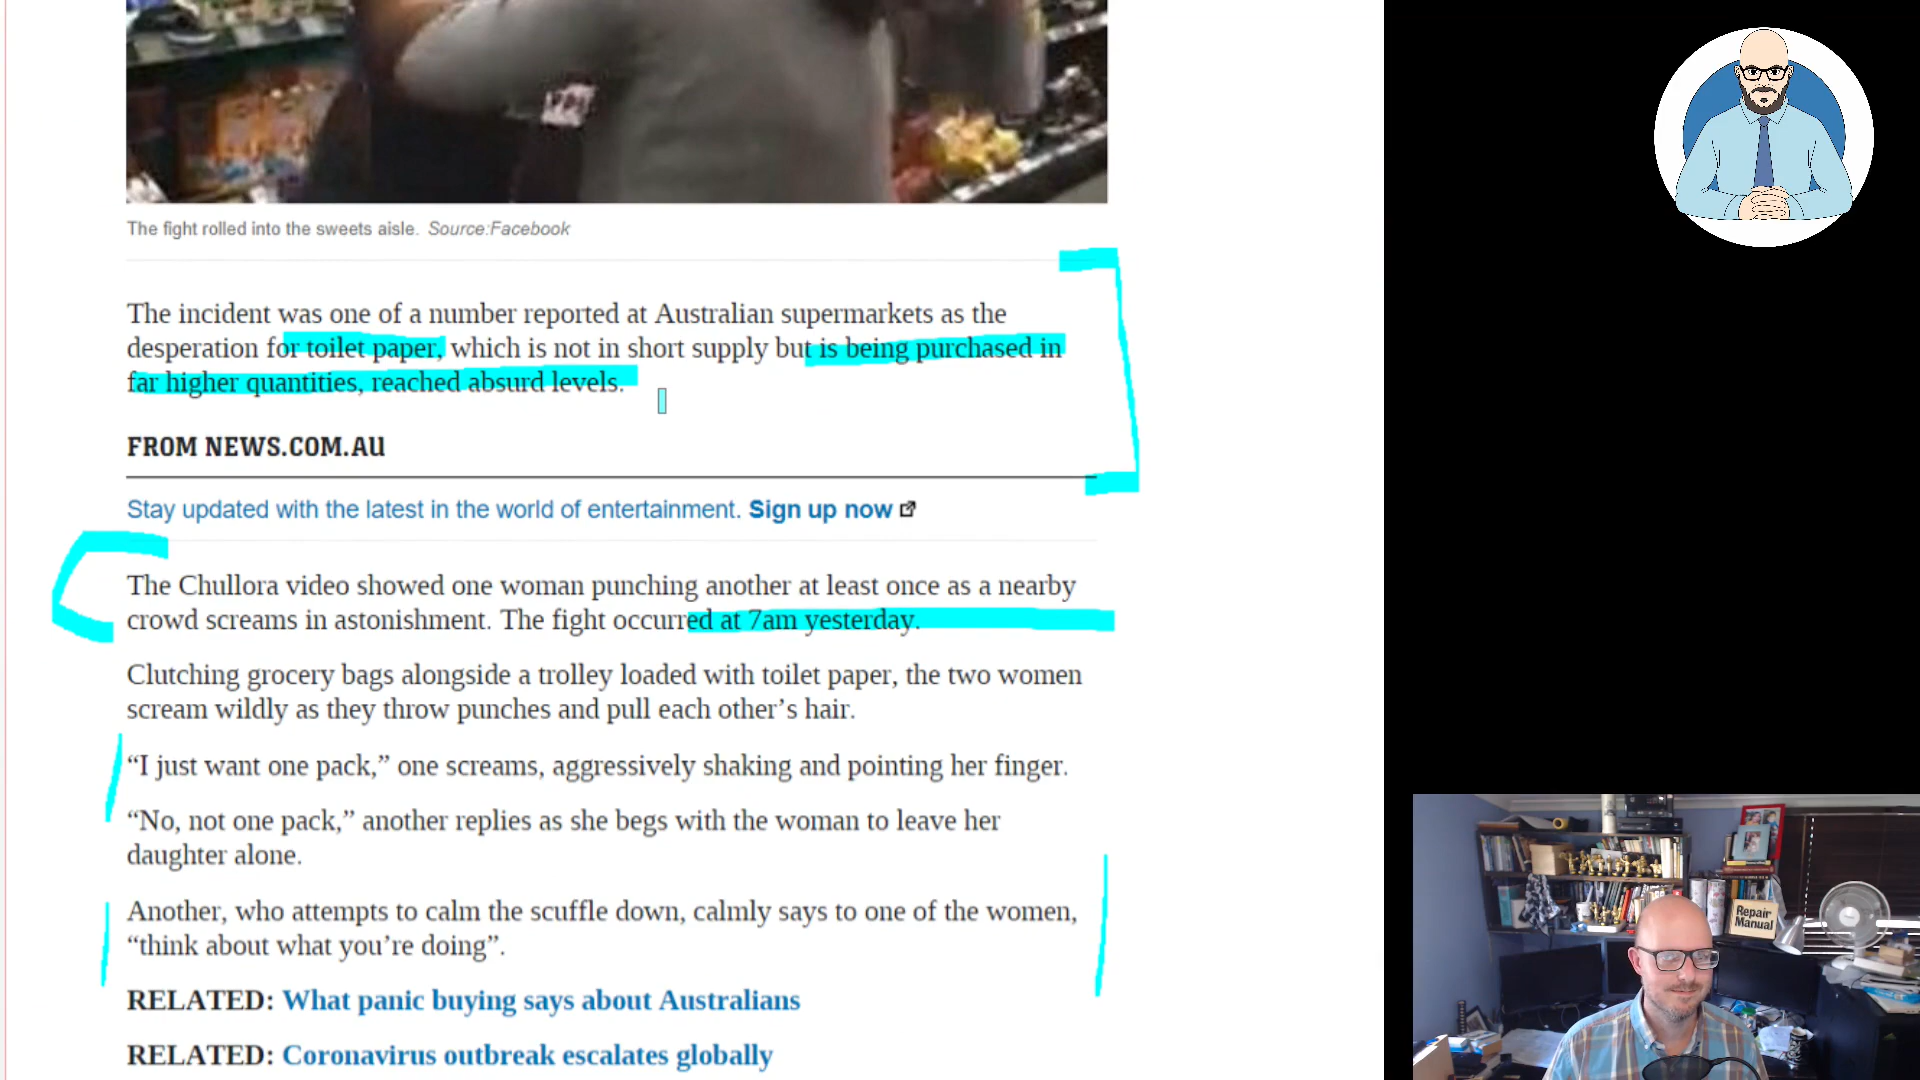 The fight rolled into the sweets aisle. Source:Facebook
The incident was one of a number reported at Australian supermarkets as the
desperation for toilet paper, which is not in short supply but is being purchased in
far higher quantities, reached absurd levels.
FROM NEWS.COM.AU
Stay updated with the latest in the world of entertainment. Sign up now
The Chullora video showed one woman punching another at least once as a nearby
crowd screams in astonishment. The fight occurred at 7am yesterday.
Clutching grocery bags alongside a trolley loaded with toilet paper, the two women
scream wildly as they throw punches and pull each other’s hair.
“I just want one pack,” one screams, aggressively shaking and pointing her finger.
“No, not one pack,” another replies as she begs with the woman to leave her
daughter alone.
Another, who attempts to calm the scuffle down, calmly says to one of the women,
“think about what you’re doing”.
RELATED: What panic buying says about Australians
RELATED: Coronavirus outbreak escalates globally
Repair
Manual